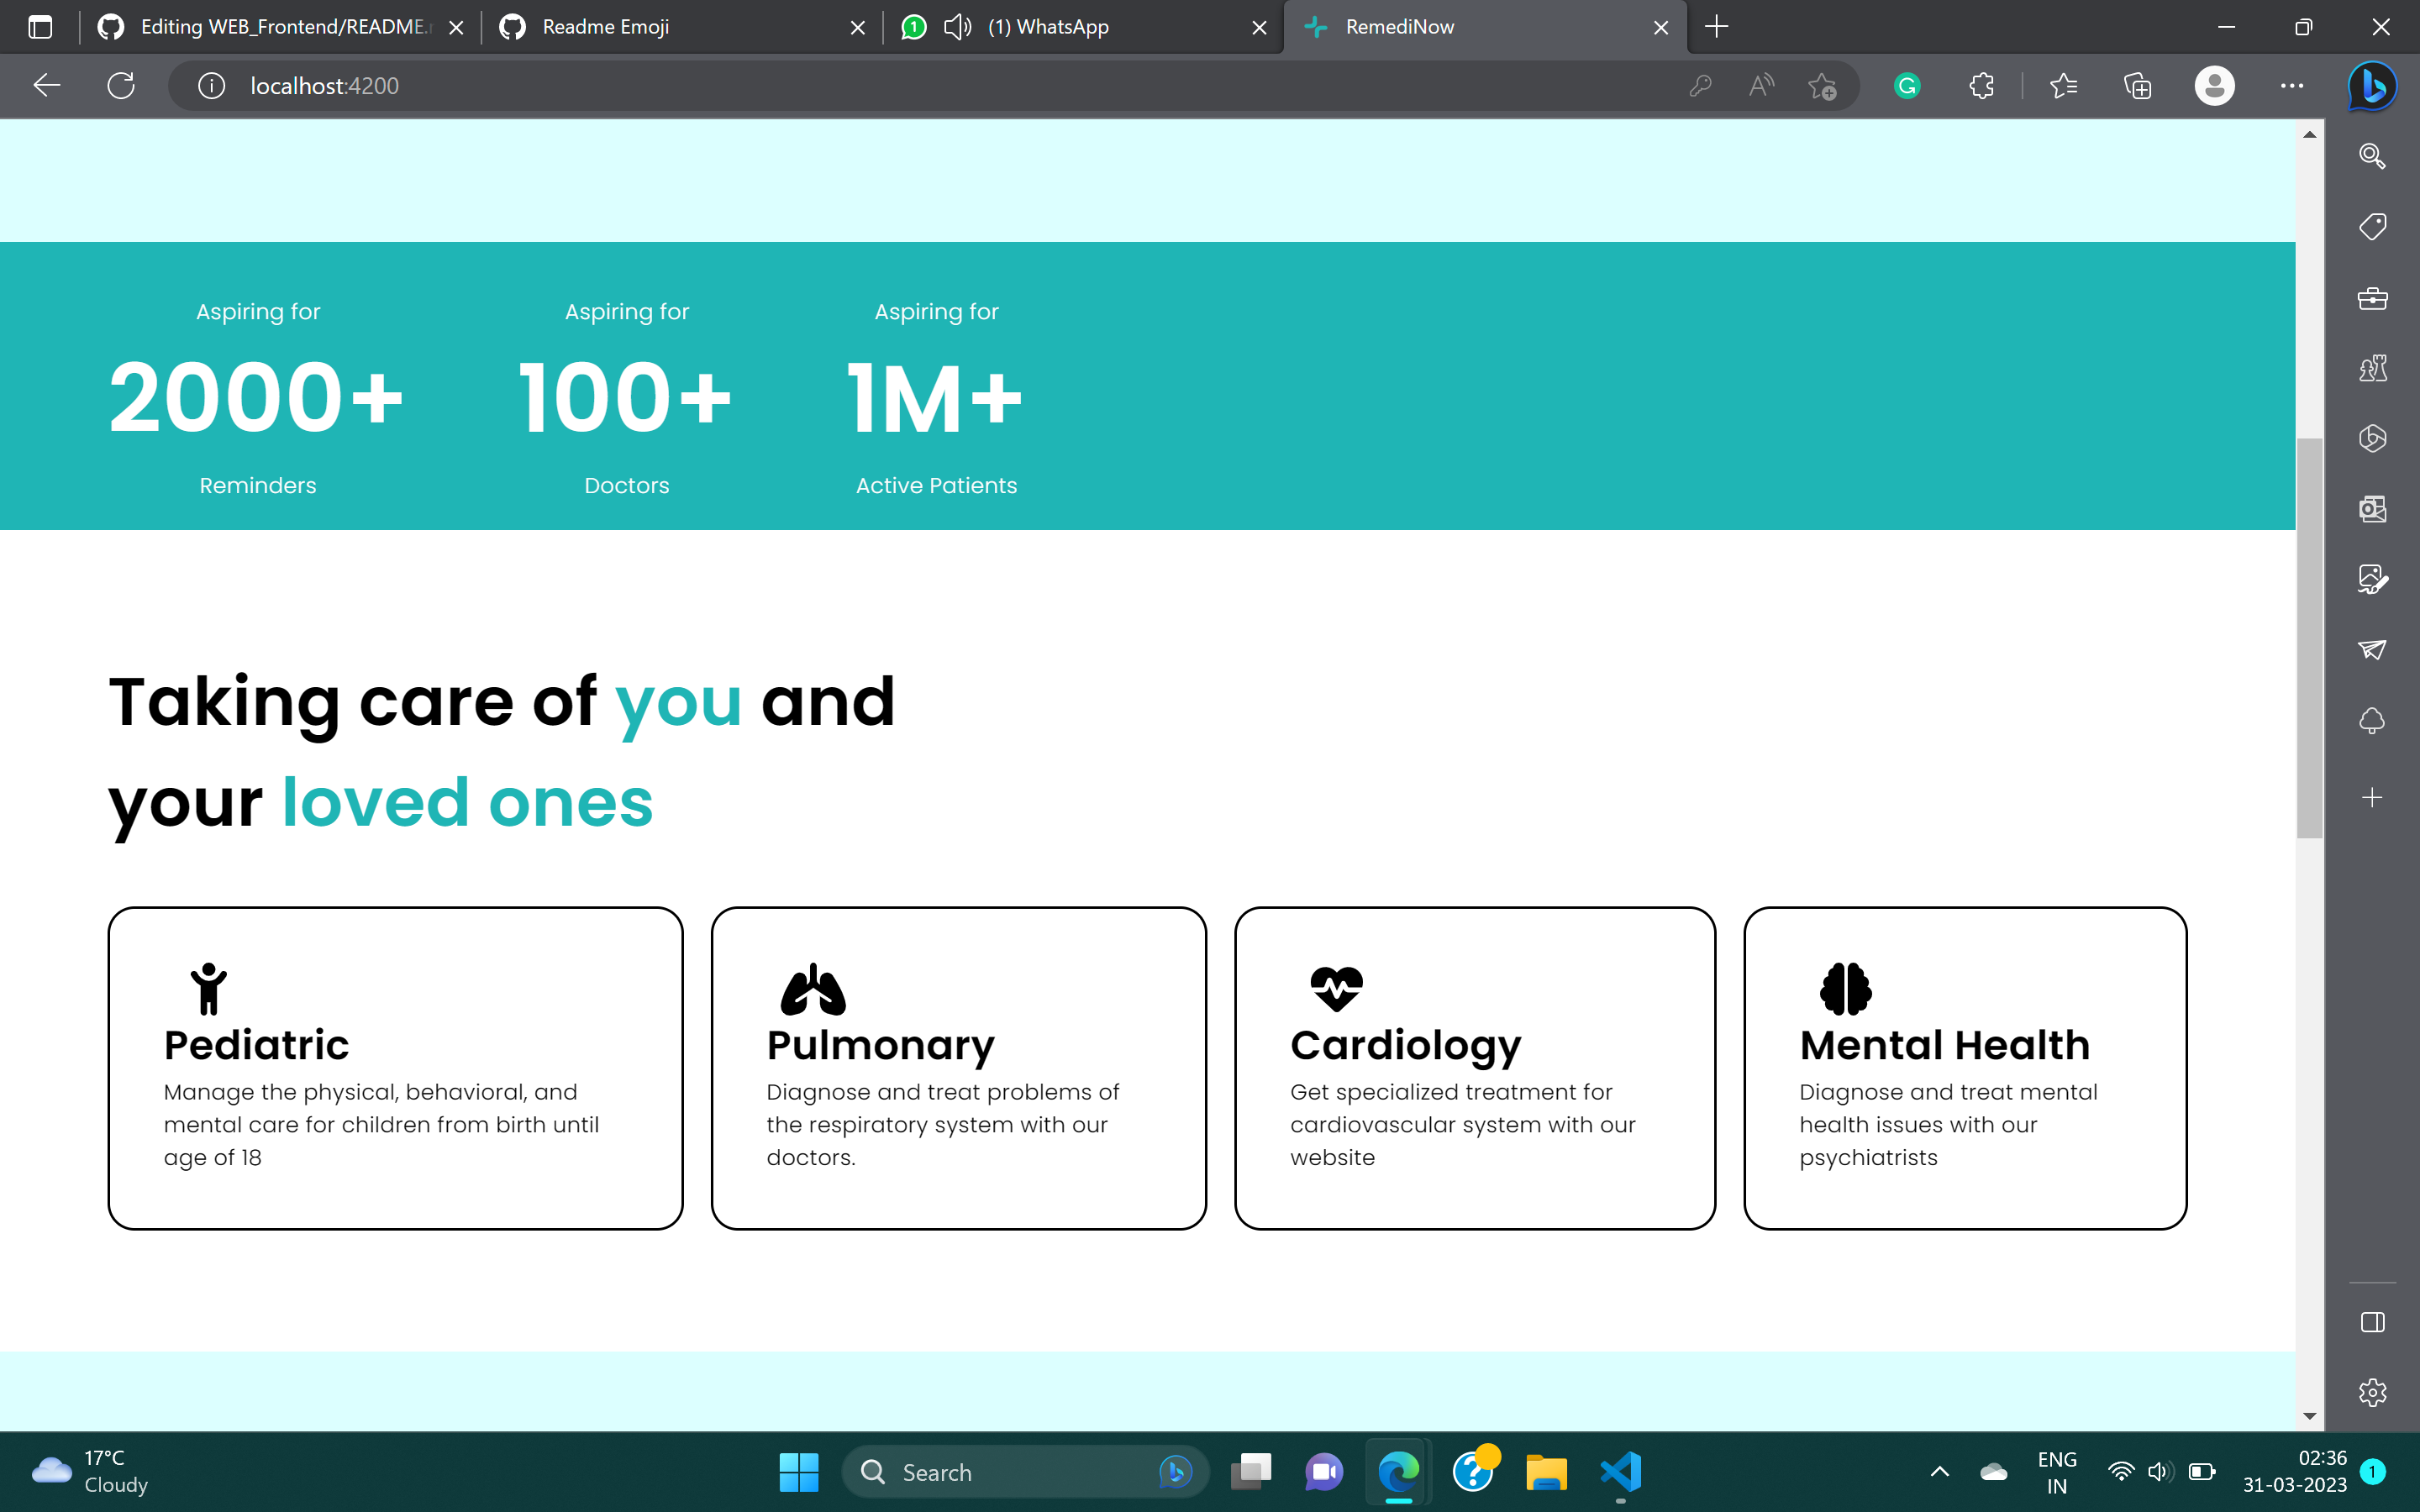 Editing WEB_Frontend/README.
Readme Emoji
1
(1) WhatsApp
RemediNow
localhost:4200
Aspiring for
2000+
Reminders
Aspiring for
100+
Doctors
Aspiring for
1M+
Active Patients
Taking care of you and
your loved ones
Pediatric
Manage the physical, behavioral, and
mental care for children from birth until
age of 18
Pulmonary
Diagnose and treat problems of
the respiratory system with our
doctors.
Cardiology
Get specialized treatment for
cardiovascular system with our
website
Mental Health
Diagnose and treat mental
health issues with our
psychiatrists
17°C
Cloudy
Search
ENG
IN
02:36
31-03-2023
1